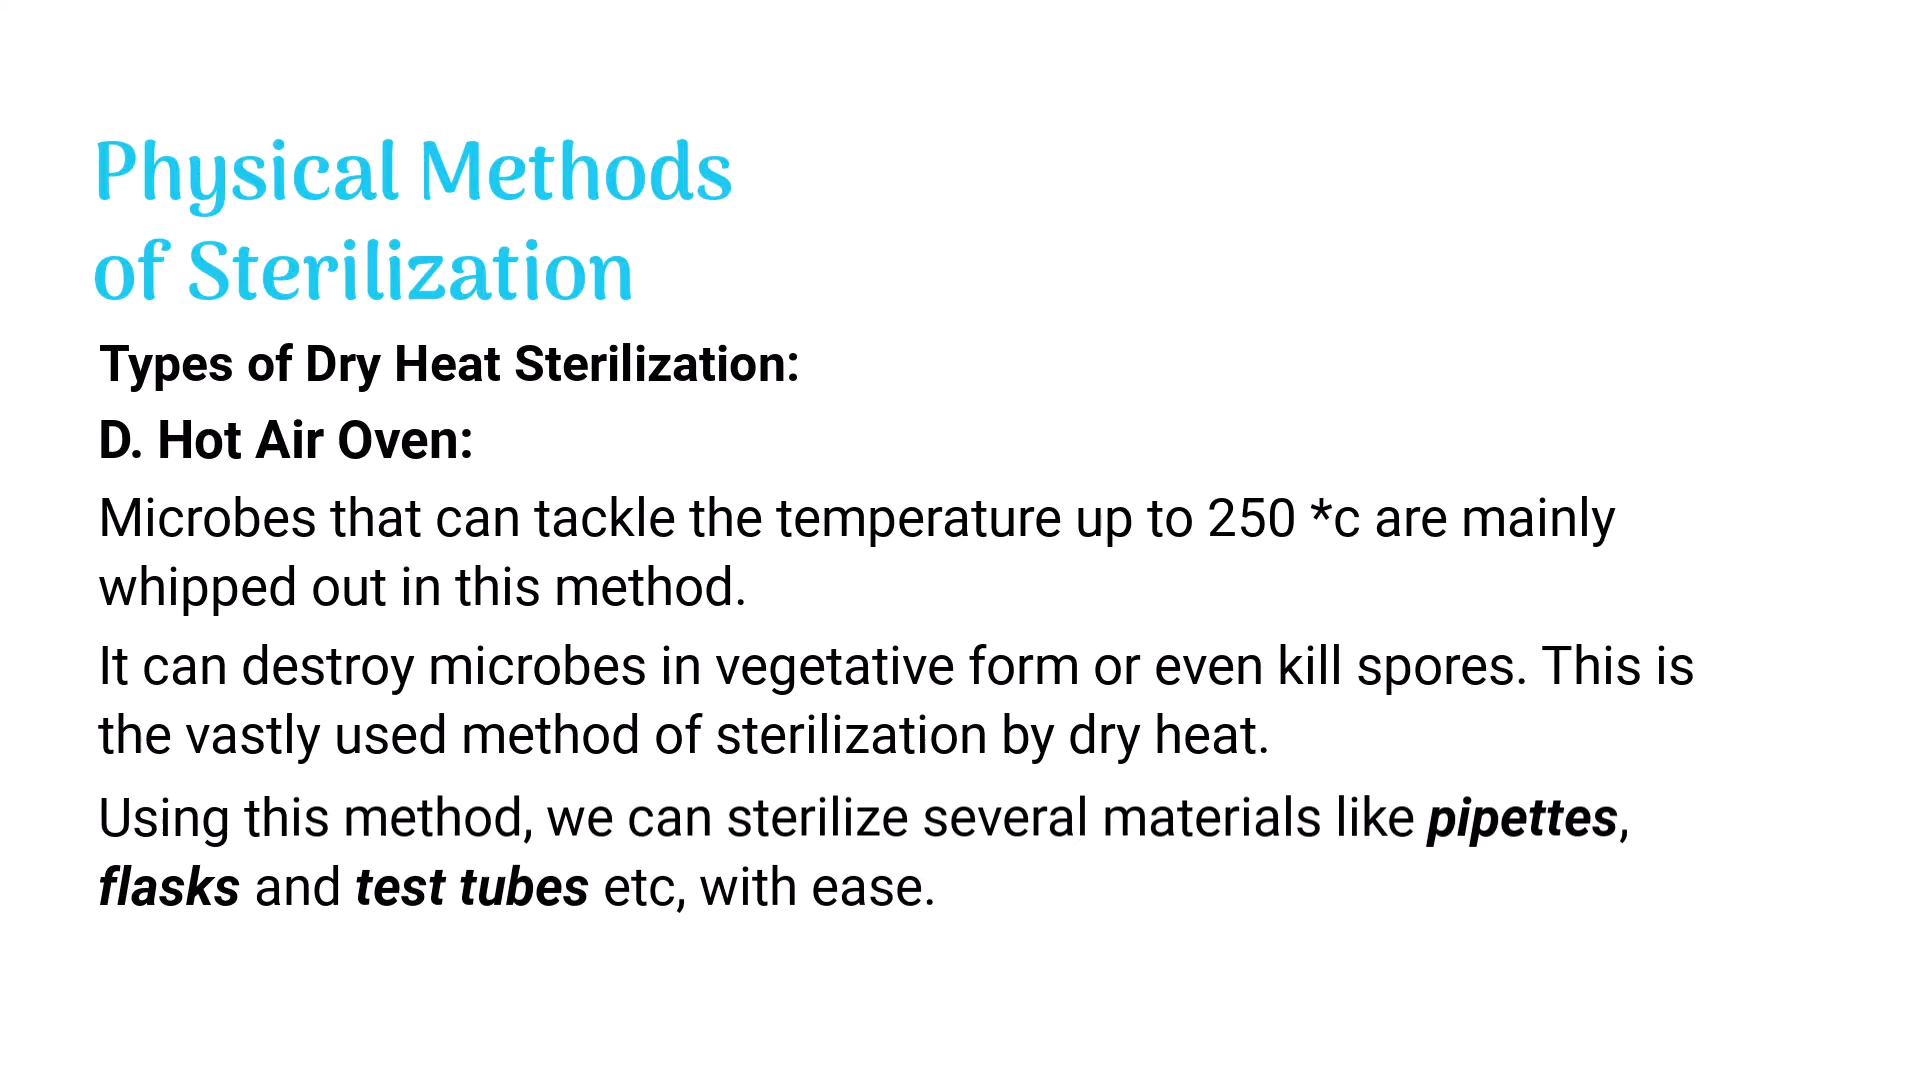 Physical Methods
of Sterilization
Types of Dry Heat Sterilization:
D. Hot Air Oven:
Microbes that can tackle the temperature up to 250 *c are mainly
whipped out in this method.
It can destroy microbes in vegetative form or even kill spores. This is
the vastly used method of sterilization by dry heat.
Using this method, we can sterilize several materials like pipettes,
flasks and test tubes etc, with ease.